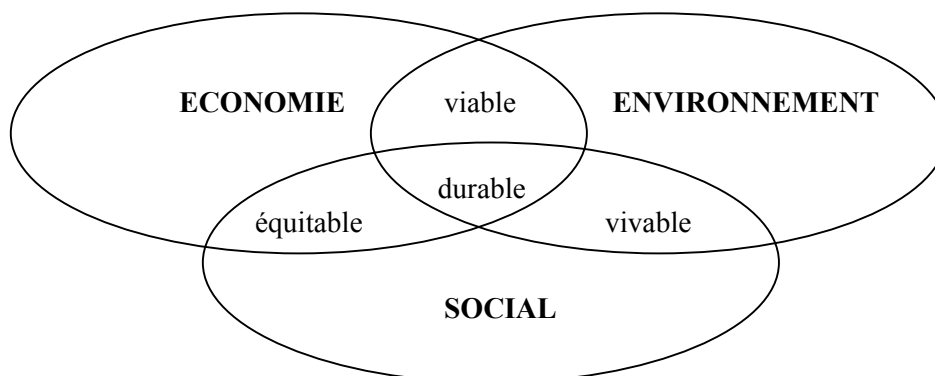 ECONOMIE viable ENVIRONNEMENT
durable
équitable vivable
SOCIAL